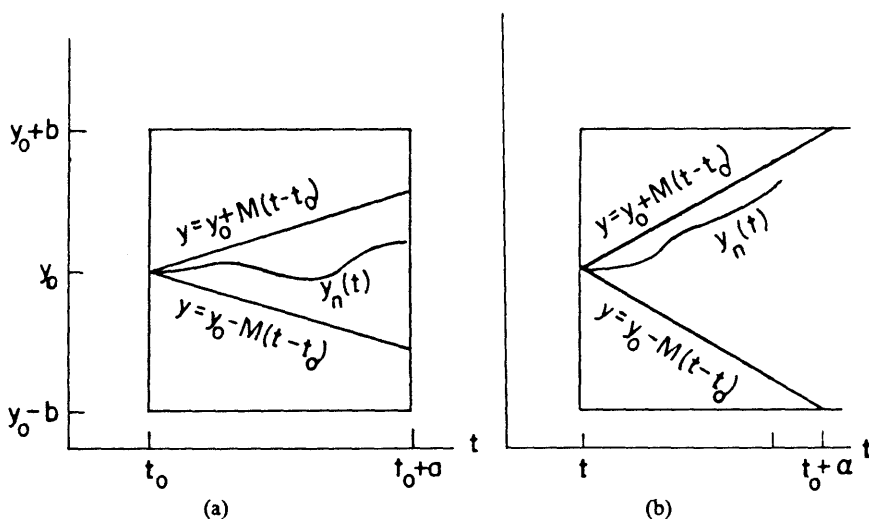 y₀+b
y=y₀+M(t-t₀)
y₀
yₙ(t)
y=y₀-M(t-t₀)
y₀-b
t₀
t₀+a
t
(a)
y=y₀+M(t-t₀)
yₙ(t)
y=y₀-M(t-t₀)
t
t₀+α
t
(b)